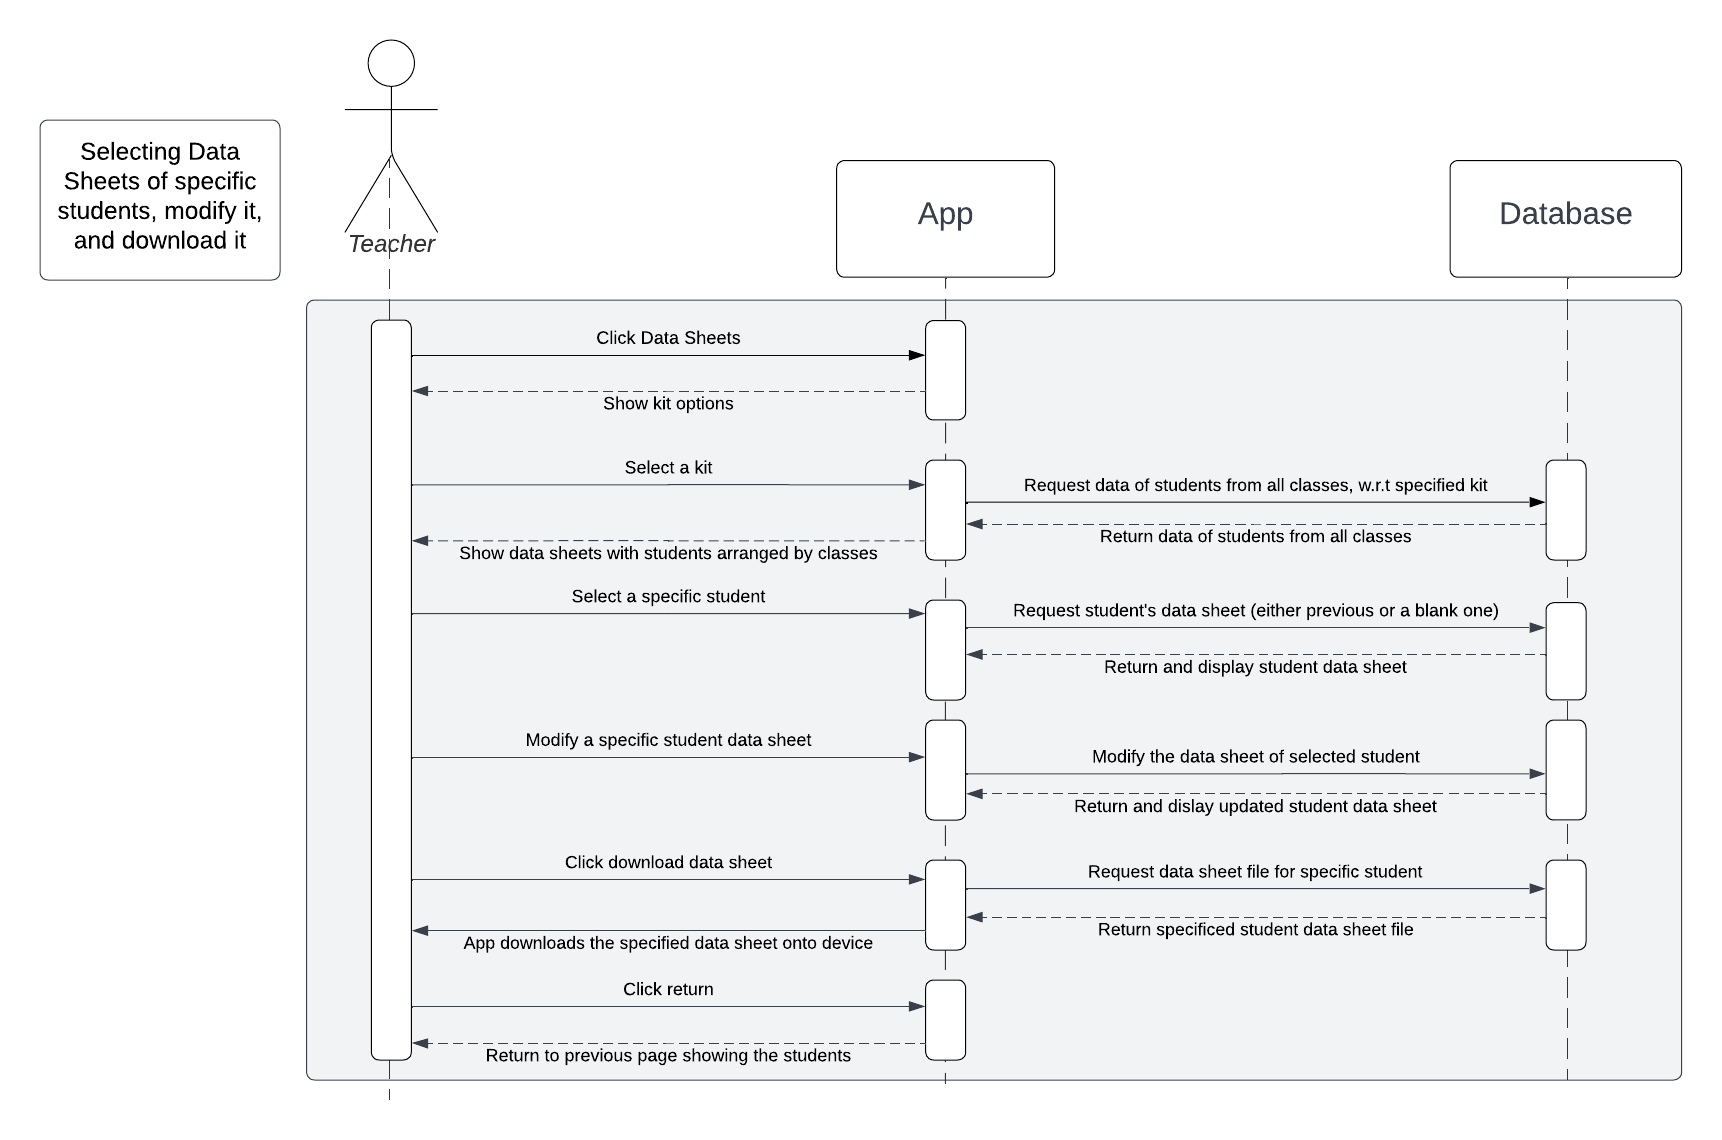 Selecting Data
Sheets of specific
students, modify it,
and download it
Teacher
App
Database
Click Data Sheets
Show kit options
Select a kit
Request data of students from all classes, w.r.t specified kit
Return data of students from all classes
Show data sheets with students arranged by classes
Select a specific student
Request student's data sheet (either previous or a blank one)
Return and display student data sheet
Modify a specific student data sheet
Modify the data sheet of selected student
Return and dislay updated student data sheet
Click download data sheet
Request data sheet file for specific student
Return specificed student data sheet file
App downloads the specified data sheet onto device
Click return
Return to previous page showing the students